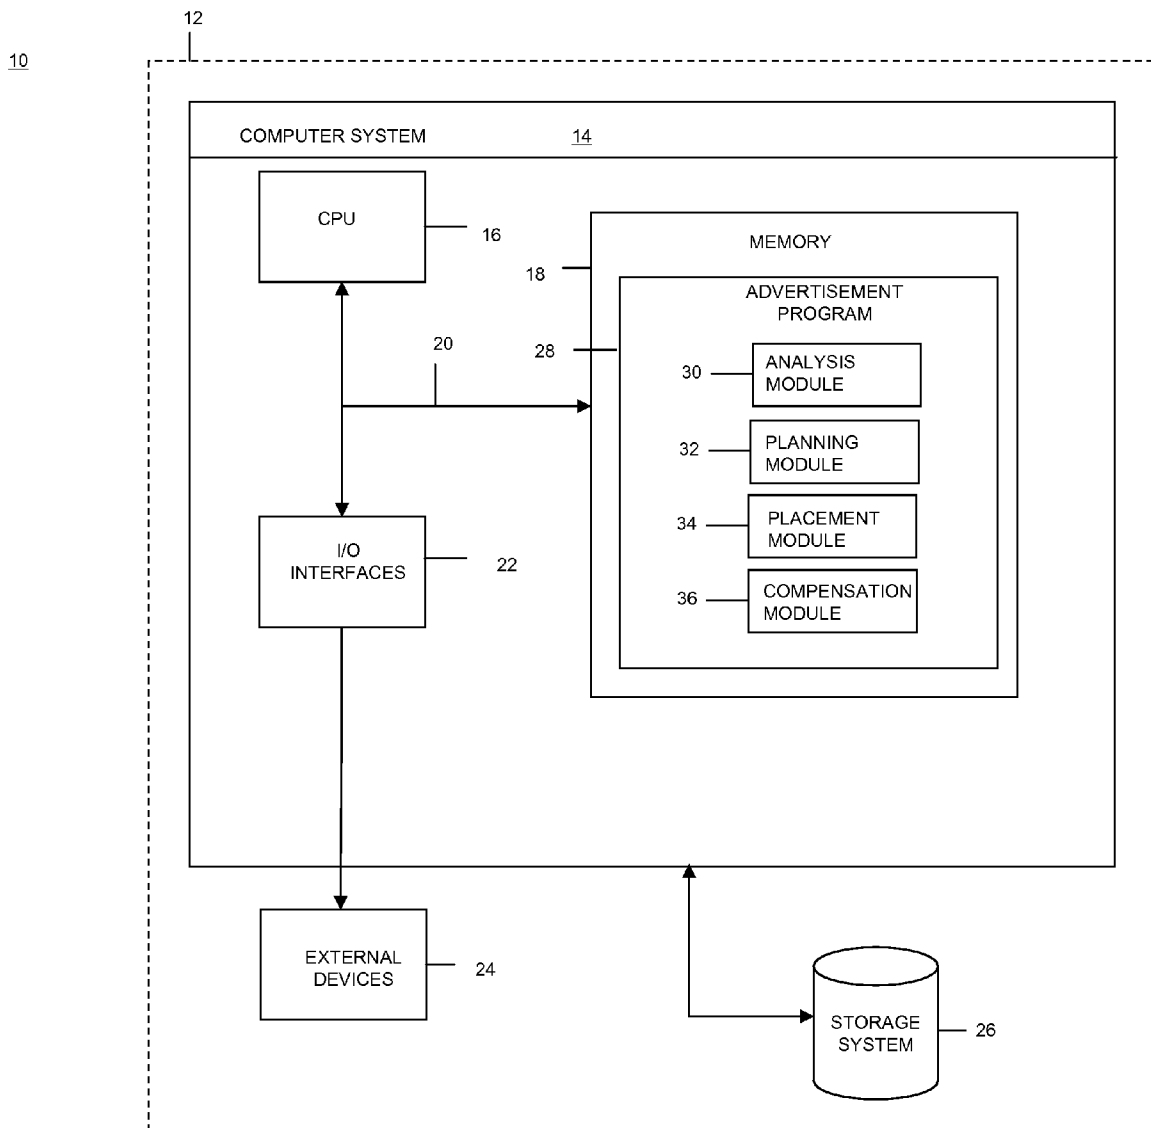 12
10
COMPUTER SYSTEM 14
CPU
16
MEMORY
18
ADVERTISEMENT
PROGRAM
20
28
30
ANALYSIS
MODULE
32
PLANNING
MODULE
34
PLACEMENT
MODULE
36
COMPENSATION
MODULE
I/O
INTERFACES
22
EXTERNAL
DEVICES
24
STORAGE
SYSTEM
26